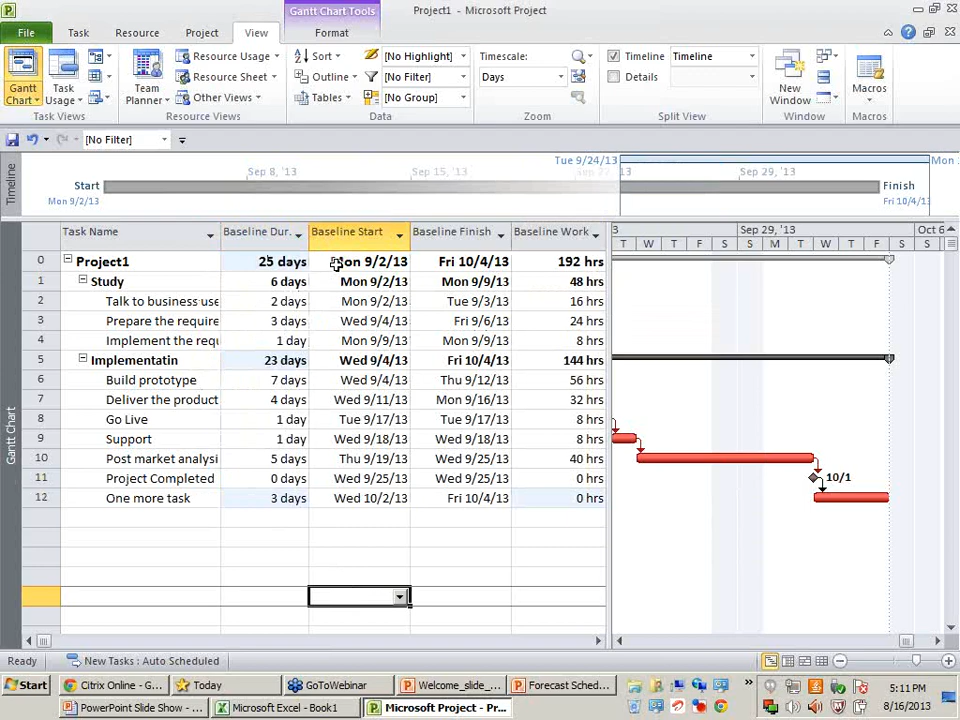 Gantt Chart Tools
Project1 - Microsoft Project
File Task Resource Project View Format
Gantt Chart
Task Usage
Task Views
Team Planner
Resource Usage
Resource Sheet
Other Views
Resource Views
Sort
Outline
Tables
[No Highlight]
[No Filter]
[No Group]
Data
Timescale:
Days
Zoom
Timeline Timeline
Details
Split View
New Window
Window
Macros
Macros
[No Filter]
Timeline
Tue 9/24/13 Mon
Sep 8, '13 Sep 15, '13 Sep 29, '13
Start Finish
Mon 9/2/13 Fri 10/4/13
Task Name Baseline Dur. Baseline Start Baseline Finish Baseline Work
3 Sep 29, '13 Oct 6
T W T F S S M T W T F S S
0 Project1 25 days Mon 9/2/13 Fri 10/4/13 192 hrs
1 Study 6 days Mon 9/2/13 Mon 9/9/13 48 hrs
2 Talk to business use 2 days Mon 9/2/13 Tue 9/3/13 16 hrs
3 Prepare the require 3 days Wed 9/4/13 Fri 9/6/13 24 hrs
4 Implement the requ 1 day Mon 9/9/13 Mon 9/9/13 8 hrs
5 Implementatin 23 days Wed 9/4/13 Fri 10/4/13 144 hrs
6 Build prototype 7 days Wed 9/4/13 Thu 9/12/13 56 hrs
7 Deliver the product 4 days Wed 9/11/13 Mon 9/16/13 32 hrs
8 Go Live 1 day Tue 9/17/13 Tue 9/17/13 8 hrs
9 Support 1 day Wed 9/18/13 Wed 9/18/13 8 hrs
10 Post market analysi 5 days Thu 9/19/13 Wed 9/25/13 40 hrs
11 Project Completed 0 days Wed 9/25/13 Wed 9/25/13 0 hrs 10/1
12 One more task 3 days Wed 10/2/13 Fri 10/4/13 0 hrs
Gantt Chart
Ready New Tasks : Auto Scheduled
Start Citrix Online - G... Today GoToWebinar Welcome_slide_... Forecast Sched... 5:11 PM
PowerPoint Slide Show - ... Microsoft Excel - Book1 Microsoft Project - Pr... 8/16/2013